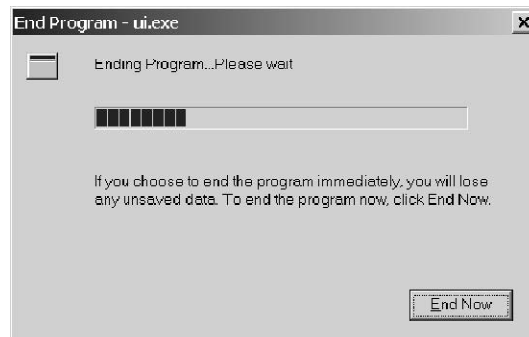 End Program - ui.exe
Ending Program...Please wait
If you choose to end the program immediately, you will lose
any unsaved data. To end the program now, click End Now.
End Now